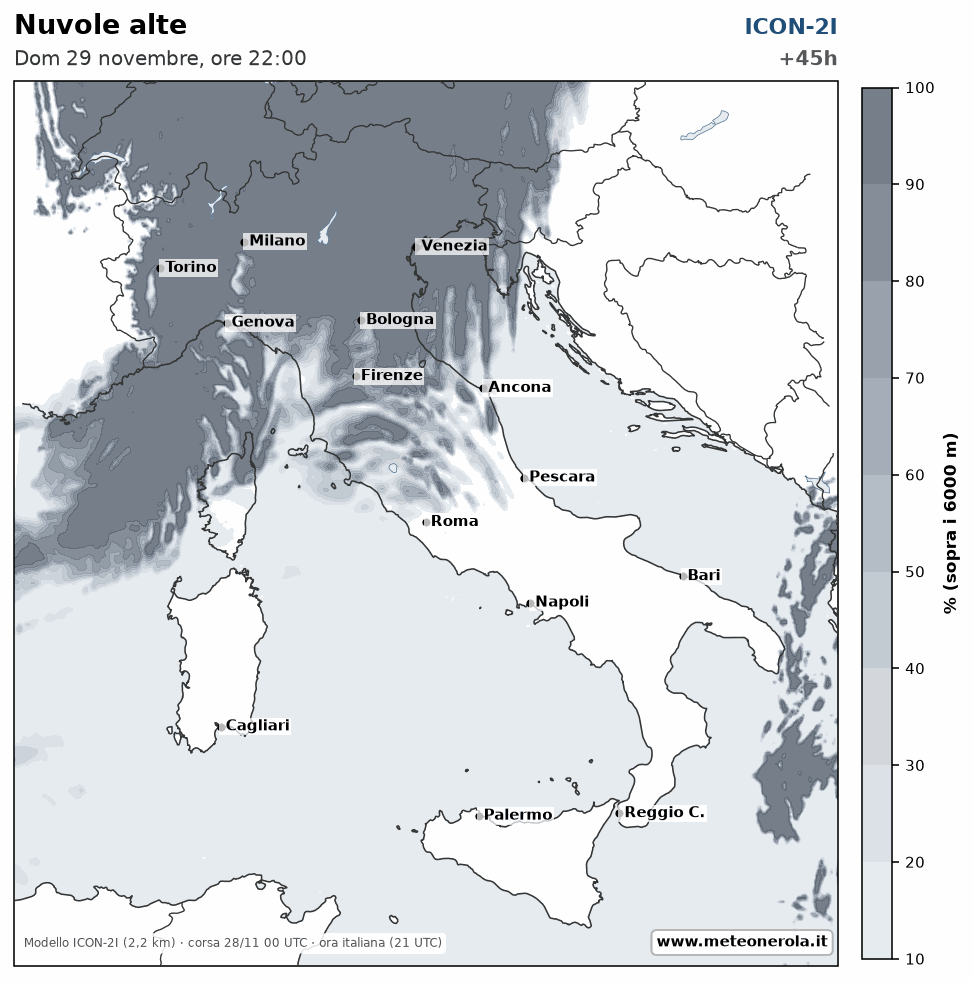 Nuvole alte
ICON-2I
Dom 29 novembre, ore 22:00
+45h
100
90
80
70
60
50
40
30
20
10
% (sopra i 6000 m)
Milano
Venezia
Torino
Genova
Bologna
Firenze
Ancona
Pescara
Roma
Bari
Napoli
Cagliari
Palermo
Reggio C.
Modello ICON-2I (2,2 km) · corsa 28/11 00 UTC · ora italiana (21 UTC)
www.meteonerola.it